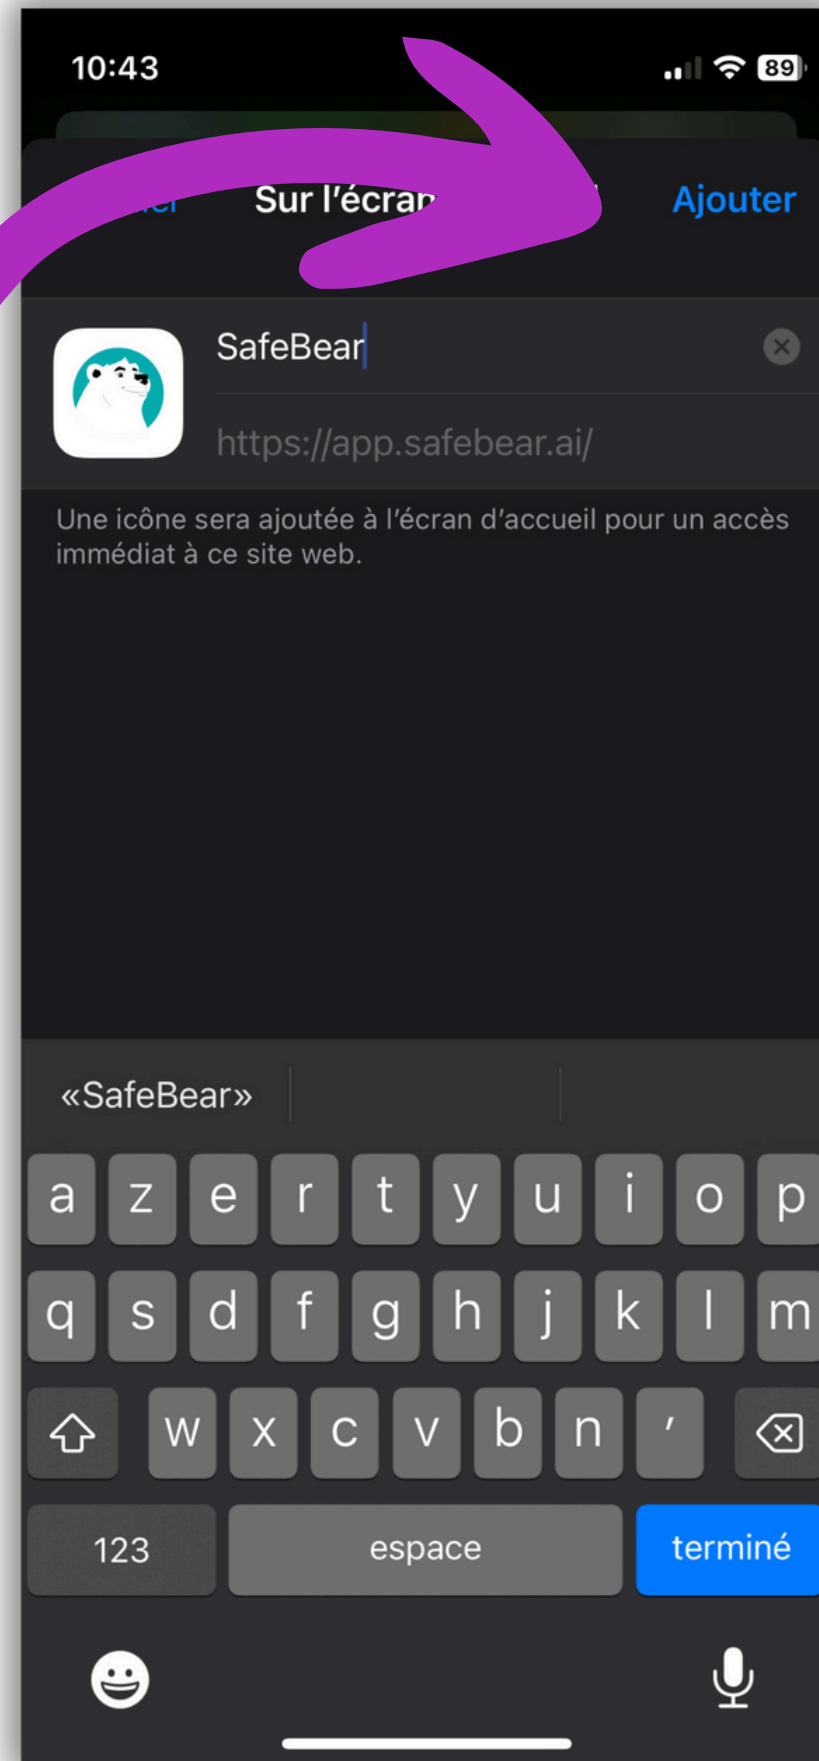 10:43
89
Sur l'écran
Ajouter
SafeBear
https://app.safebear.ai/
Une icône sera ajoutée à l'écran d'accueil pour un accès
immédiat à ce site web.
«SafeBear»
a z e r t y u i o p
q s d f g h j k l m
w x c v b n ′
123 espace terminé